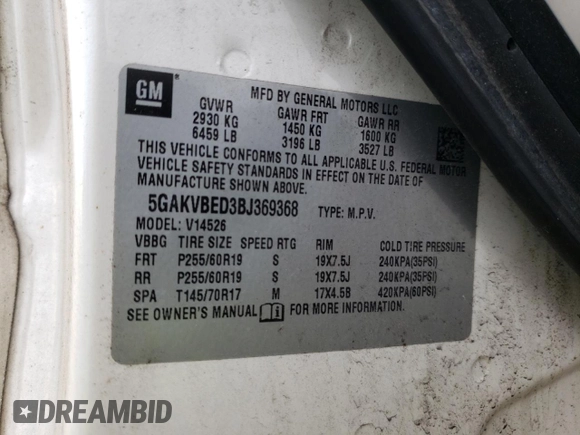 GM
MFD BY GENERAL MOTORS LLC
GVWR GAWR FRT GAWR RR
2930 KG 1450 KG 1600 KG
6459 LB 3196 LB 3527 LB
THIS VEHICLE CONFORMS TO ALL APPLICABLE U.S. FEDERAL MOTOR
VEHICLE SAFETY STANDARDS IN EFFECT ON THE DATE OF
MANUFACTURE SHOWN ABOVE.
5GAKVBED3BJ369368 TYPE: M.P.V.
MODEL: V14526
VBBG TIRE SIZE SPEED RTG RIM COLD TIRE PRESSURE
FRT P255/60R19 S 19X7.5J 240KPA(35PSI)
RR P255/60R19 S 19X7.5J 240KPA(35PSI)
SPA T145/70R17 M 17X4.5B 420KPA(60PSI)
SEE OWNER'S MANUAL i FOR MORE INFORMATION.
DREAMBID